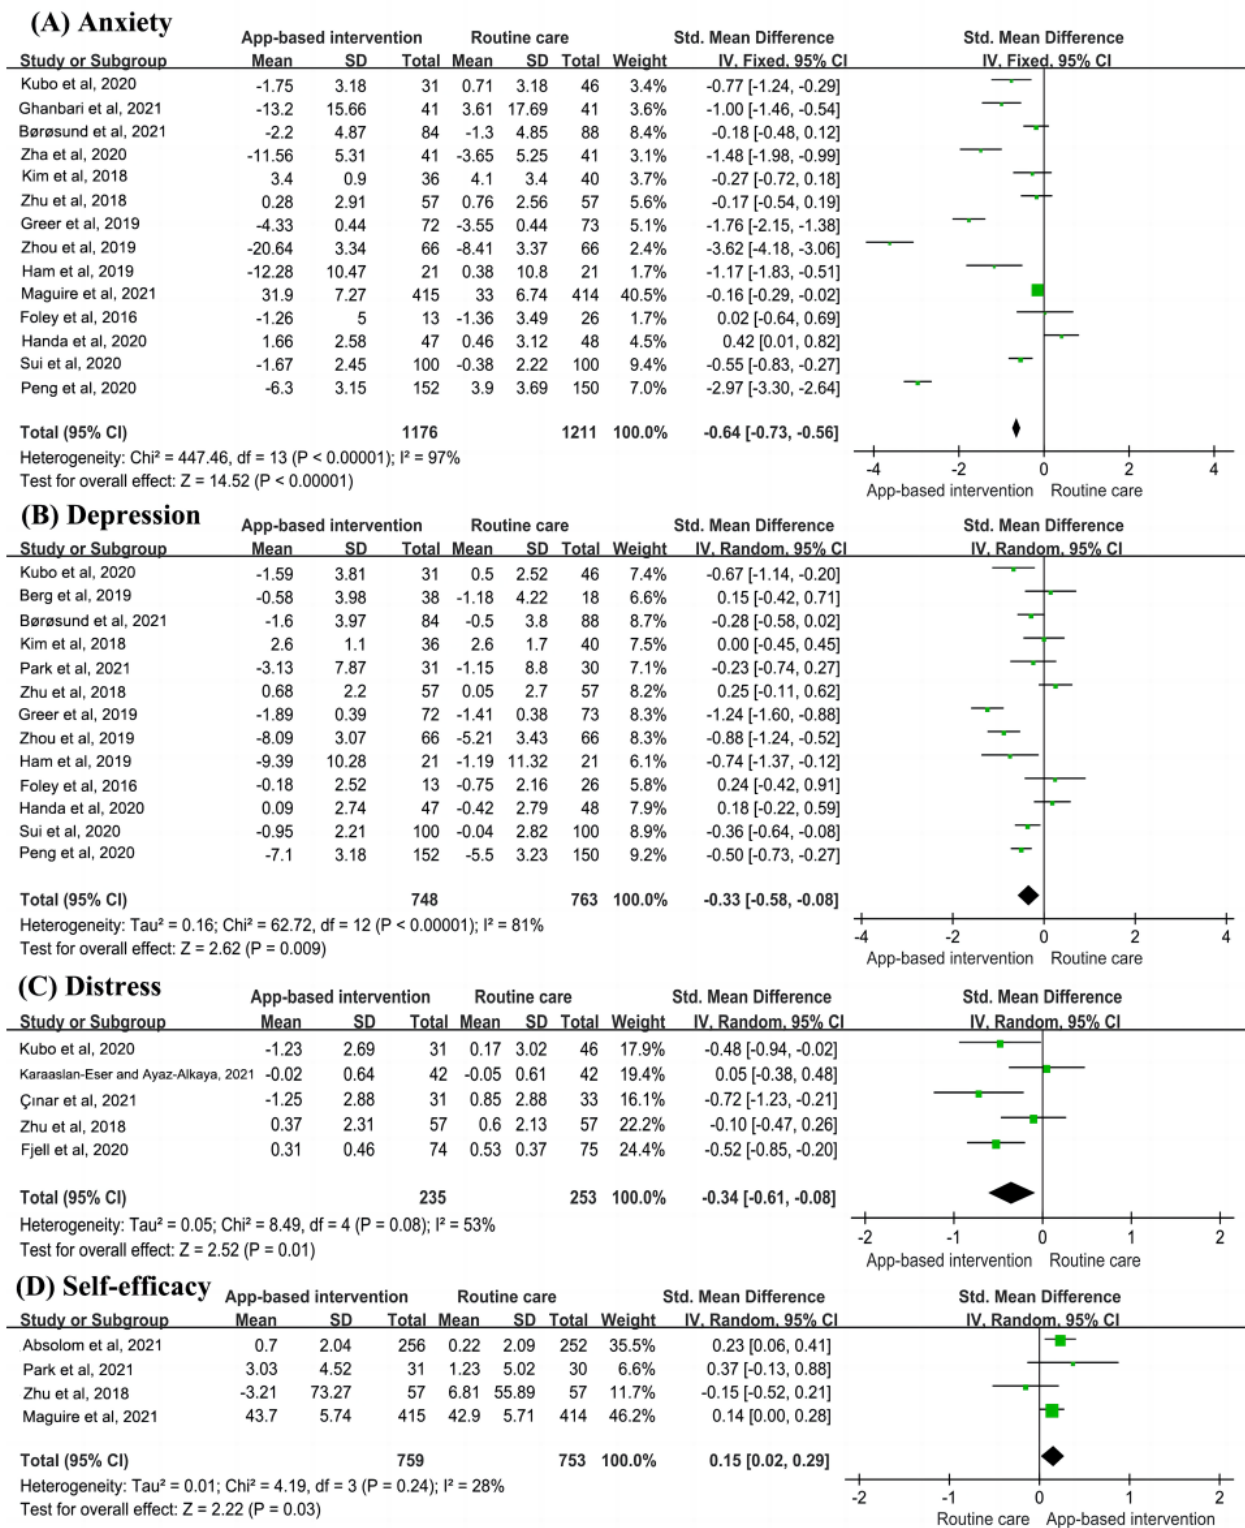 (A) Anxiety
App-based intervention Routine care Std. Mean Difference Std. Mean Difference
Study or Subgroup Mean SD Total Mean SD Total Weight IV, Fixed, 95% CI IV, Fixed, 95% CI
Kubo et al, 2020 -1.75 3.18 31 0.71 3.18 46 3.4% -0.77 [-1.24, -0.29]
Ghanbari et al, 2021 -13.2 15.66 41 3.61 17.69 41 3.6% -1.00 [-1.46, -0.54]
Børøsund et al, 2021 -2.2 4.87 84 -1.3 4.85 88 8.4% -0.18 [-0.48, 0.12]
Zha et al, 2020 -11.56 5.31 41 -3.65 5.25 41 3.1% -1.48 [-1.98, -0.99]
Kim et al, 2018 3.4 0.9 36 4.1 3.4 40 3.7% -0.27 [-0.72, 0.18]
Zhu et al, 2018 0.28 2.91 57 0.76 2.56 57 5.6% -0.17 [-0.54, 0.19]
Greer et al, 2019 -4.33 0.44 72 -3.55 0.44 73 5.1% -1.76 [-2.15, -1.38]
Zhou et al, 2019 -20.64 3.34 66 -8.41 3.37 66 2.4% -3.62 [-4.18, -3.06]
Ham et al, 2019 -12.28 10.47 21 0.38 10.8 21 1.7% -1.17 [-1.83, -0.51]
Maguire et al, 2021 31.9 7.27 415 33 6.74 414 40.5% -0.16 [-0.29, -0.02]
Foley et al, 2016 -1.26 5 13 -1.36 3.49 26 1.7% 0.02 [-0.64, 0.69]
Handa et al, 2020 1.66 2.58 47 0.46 3.12 48 4.5% 0.42 [0.01, 0.82]
Sui et al, 2020 -1.67 2.45 100 -0.38 2.22 100 9.4% -0.55 [-0.83, -0.27]
Peng et al, 2020 -6.3 3.15 152 3.9 3.69 150 7.0% -2.97 [-3.30, -2.64]
Total (95% CI) 1176 1211 100.0% -0.64 [-0.73, -0.56]
Heterogeneity: Chi² = 447.46, df = 13 (P < 0.00001); I² = 97%
Test for overall effect: Z = 14.52 (P < 0.00001)
-4 -2 0 2 4
App-based intervention Routine care
(B) Depression
App-based intervention Routine care Std. Mean Difference Std. Mean Difference
Study or Subgroup Mean SD Total Mean SD Total Weight IV, Random, 95% CI IV, Random, 95% CI
Kubo et al, 2020 -1.59 3.81 31 0.5 2.52 46 7.4% -0.67 [-1.14, -0.20]
Berg et al, 2019 -0.58 3.98 38 -1.18 4.22 18 6.6% 0.15 [-0.42, 0.71]
Børøsund et al, 2021 -1.6 3.97 84 -0.5 3.8 88 8.7% -0.28 [-0.58, 0.02]
Kim et al, 2018 2.6 1.1 36 2.6 1.7 40 7.5% 0.00 [-0.45, 0.45]
Park et al, 2021 -3.13 7.87 31 -1.15 8.8 30 7.1% -0.23 [-0.74, 0.27]
Zhu et al, 2018 0.68 2.2 57 0.05 2.7 57 8.2% 0.25 [-0.11, 0.62]
Greer et al, 2019 -1.89 0.39 72 -1.41 0.38 73 8.3% -1.24 [-1.60, -0.88]
Zhou et al, 2019 -8.09 3.07 66 -5.21 3.43 66 8.3% -0.88 [-1.24, -0.52]
Ham et al, 2019 -9.39 10.28 21 -1.19 11.32 21 6.1% -0.74 [-1.37, -0.12]
Foley et al, 2016 -0.18 2.52 13 -0.75 2.16 26 5.8% 0.24 [-0.42, 0.91]
Handa et al, 2020 0.09 2.74 47 -0.42 2.79 48 7.9% 0.18 [-0.22, 0.59]
Sui et al, 2020 -0.95 2.21 100 -0.04 2.82 100 8.9% -0.36 [-0.64, -0.08]
Peng et al, 2020 -7.1 3.18 152 -5.5 3.23 150 9.2% -0.50 [-0.73, -0.27]
Total (95% CI) 748 763 100.0% -0.33 [-0.58, -0.08]
Heterogeneity: Tau² = 0.16; Chi² = 62.72, df = 12 (P < 0.00001); I² = 81%
Test for overall effect: Z = 2.62 (P = 0.009)
-4 -2 0 2 4
App-based intervention Routine care
(C) Distress
App-based intervention Routine care Std. Mean Difference Std. Mean Difference
Study or Subgroup Mean SD Total Mean SD Total Weight IV, Random, 95% CI IV, Random, 95% CI
Kubo et al, 2020 -1.23 2.69 31 0.17 3.02 46 17.9% -0.48 [-0.94, -0.02]
Karaaslan-Eser and Ayaz-Alkaya, 2021 -0.02 0.64 42 -0.05 0.61 42 19.4% 0.05 [-0.38, 0.48]
Çınar et al, 2021 -1.25 2.88 31 0.85 2.88 33 16.1% -0.72 [-1.23, -0.21]
Zhu et al, 2018 0.37 2.31 57 0.6 2.13 57 22.2% -0.10 [-0.47, 0.26]
Fjell et al, 2020 0.31 0.46 74 0.53 0.37 75 24.4% -0.52 [-0.85, -0.20]
Total (95% CI) 235 253 100.0% -0.34 [-0.61, -0.08]
Heterogeneity: Tau² = 0.05; Chi² = 8.49, df = 4 (P = 0.08); I² = 53%
Test for overall effect: Z = 2.52 (P = 0.01)
-2 -1 0 1 2
App-based intervention Routine care
(D) Self-efficacy
App-based intervention Routine care Std. Mean Difference Std. Mean Difference
Study or Subgroup Mean SD Total Mean SD Total Weight IV, Random, 95% CI IV, Random, 95% CI
Absolom et al, 2021 0.7 2.04 256 0.22 2.09 252 35.5% 0.23 [0.06, 0.41]
Park et al, 2021 3.03 4.52 31 1.23 5.02 30 6.6% 0.37 [-0.13, 0.88]
Zhu et al, 2018 -3.21 73.27 57 6.81 55.89 57 11.7% -0.15 [-0.52, 0.21]
Maguire et al, 2021 43.7 5.74 415 42.9 5.71 414 46.2% 0.14 [0.00, 0.28]
Total (95% CI) 759 753 100.0% 0.15 [0.02, 0.29]
Heterogeneity: Tau² = 0.01; Chi² = 4.19, df = 3 (P = 0.24); I² = 28%
Test for overall effect: Z = 2.22 (P = 0.03)
-2 -1 0 1 2
Routine care App-based intervention